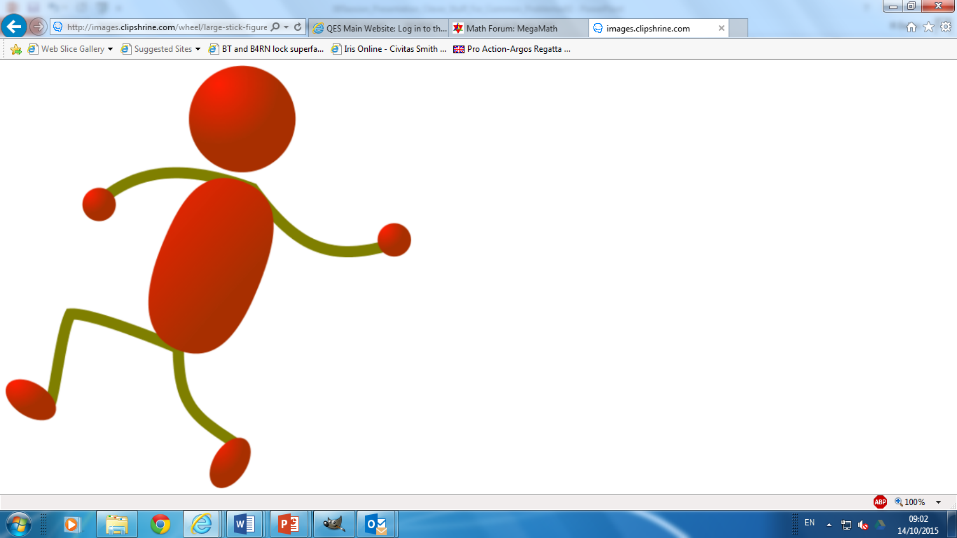 http://images.clipshrine.com/wheel/large-stick-figure
QES Main Website: Log in to th...
Math Forum: MegaMath
images.clipshrine.com
Web Slice Gallery
Suggested Sites
BT and B4RN lock superfa...
Iris Online - Civitas Smith ...
Pro Action-Argos Regatta ...
ABP
100%
EN
09:02
14/10/2015